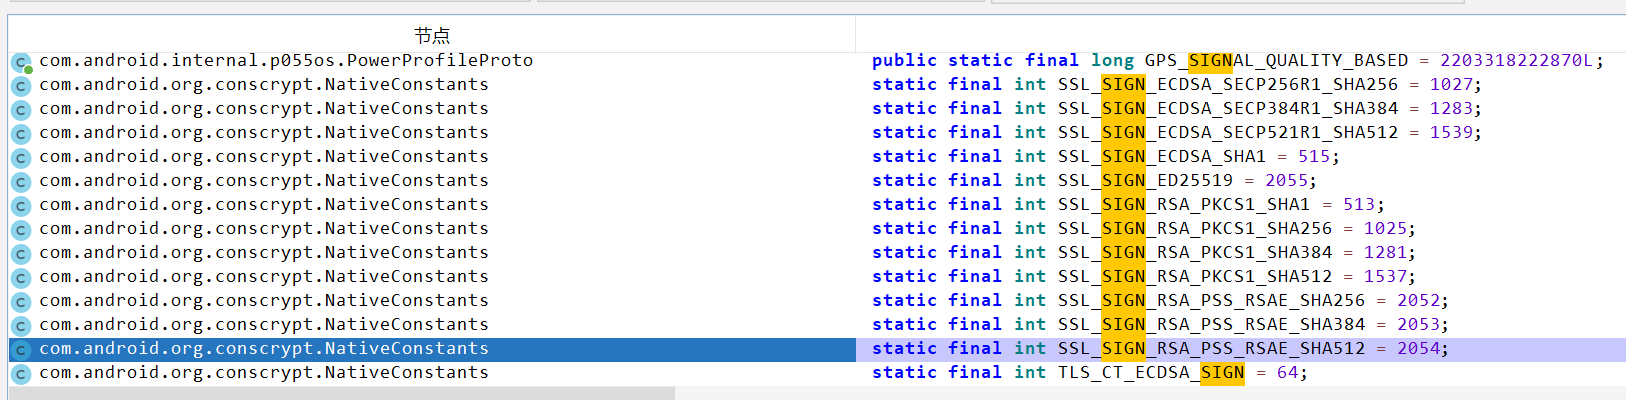 节点
com.android.internal.p055os.PowerProfileProto public static final long GPS_SIGNAL_QUALITY_BASED = 2203318222870L;
com.android.org.conscrypt.NativeConstants static final int SSL_SIGN_ECDSA_SECP256R1_SHA256 = 1027;
com.android.org.conscrypt.NativeConstants static final int SSL_SIGN_ECDSA_SECP384R1_SHA384 = 1283;
com.android.org.conscrypt.NativeConstants static final int SSL_SIGN_ECDSA_SECP521R1_SHA512 = 1539;
com.android.org.conscrypt.NativeConstants static final int SSL_SIGN_ECDSA_SHA1 = 515;
com.android.org.conscrypt.NativeConstants static final int SSL_SIGN_ED25519 = 2055;
com.android.org.conscrypt.NativeConstants static final int SSL_SIGN_RSA_PKCS1_SHA1 = 513;
com.android.org.conscrypt.NativeConstants static final int SSL_SIGN_RSA_PKCS1_SHA256 = 1025;
com.android.org.conscrypt.NativeConstants static final int SSL_SIGN_RSA_PKCS1_SHA384 = 1281;
com.android.org.conscrypt.NativeConstants static final int SSL_SIGN_RSA_PKCS1_SHA512 = 1537;
com.android.org.conscrypt.NativeConstants static final int SSL_SIGN_RSA_PSS_RSAE_SHA256 = 2052;
com.android.org.conscrypt.NativeConstants static final int SSL_SIGN_RSA_PSS_RSAE_SHA384 = 2053;
com.android.org.conscrypt.NativeConstants static final int SSL_SIGN_RSA_PSS_RSAE_SHA512 = 2054;
com.android.org.conscrypt.NativeConstants static final int TLS_CT_ECDSA_SIGN = 64;